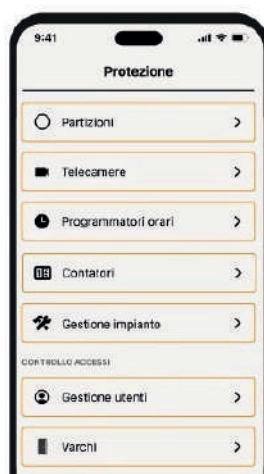 9:41
Protezione
Partizioni
Telecamere
Programmatori orari
Contatori
Gestione impianto
CONTROLLO ACCESSI
Gestione utenti
Varchi